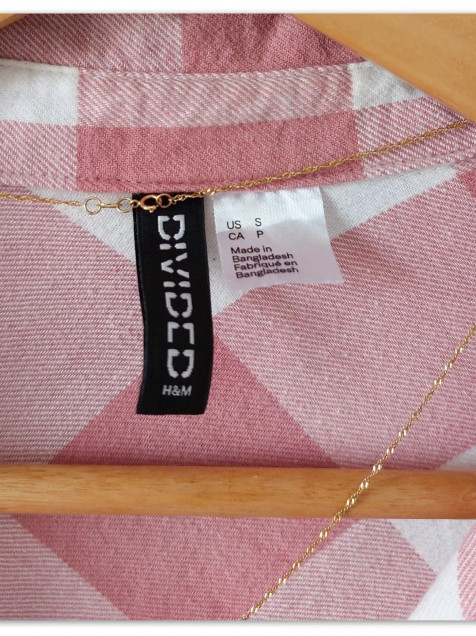 DIVIDED
H&M
US S
CA P
Made in
Bangladesh
Fabriqué en
Bangladesh